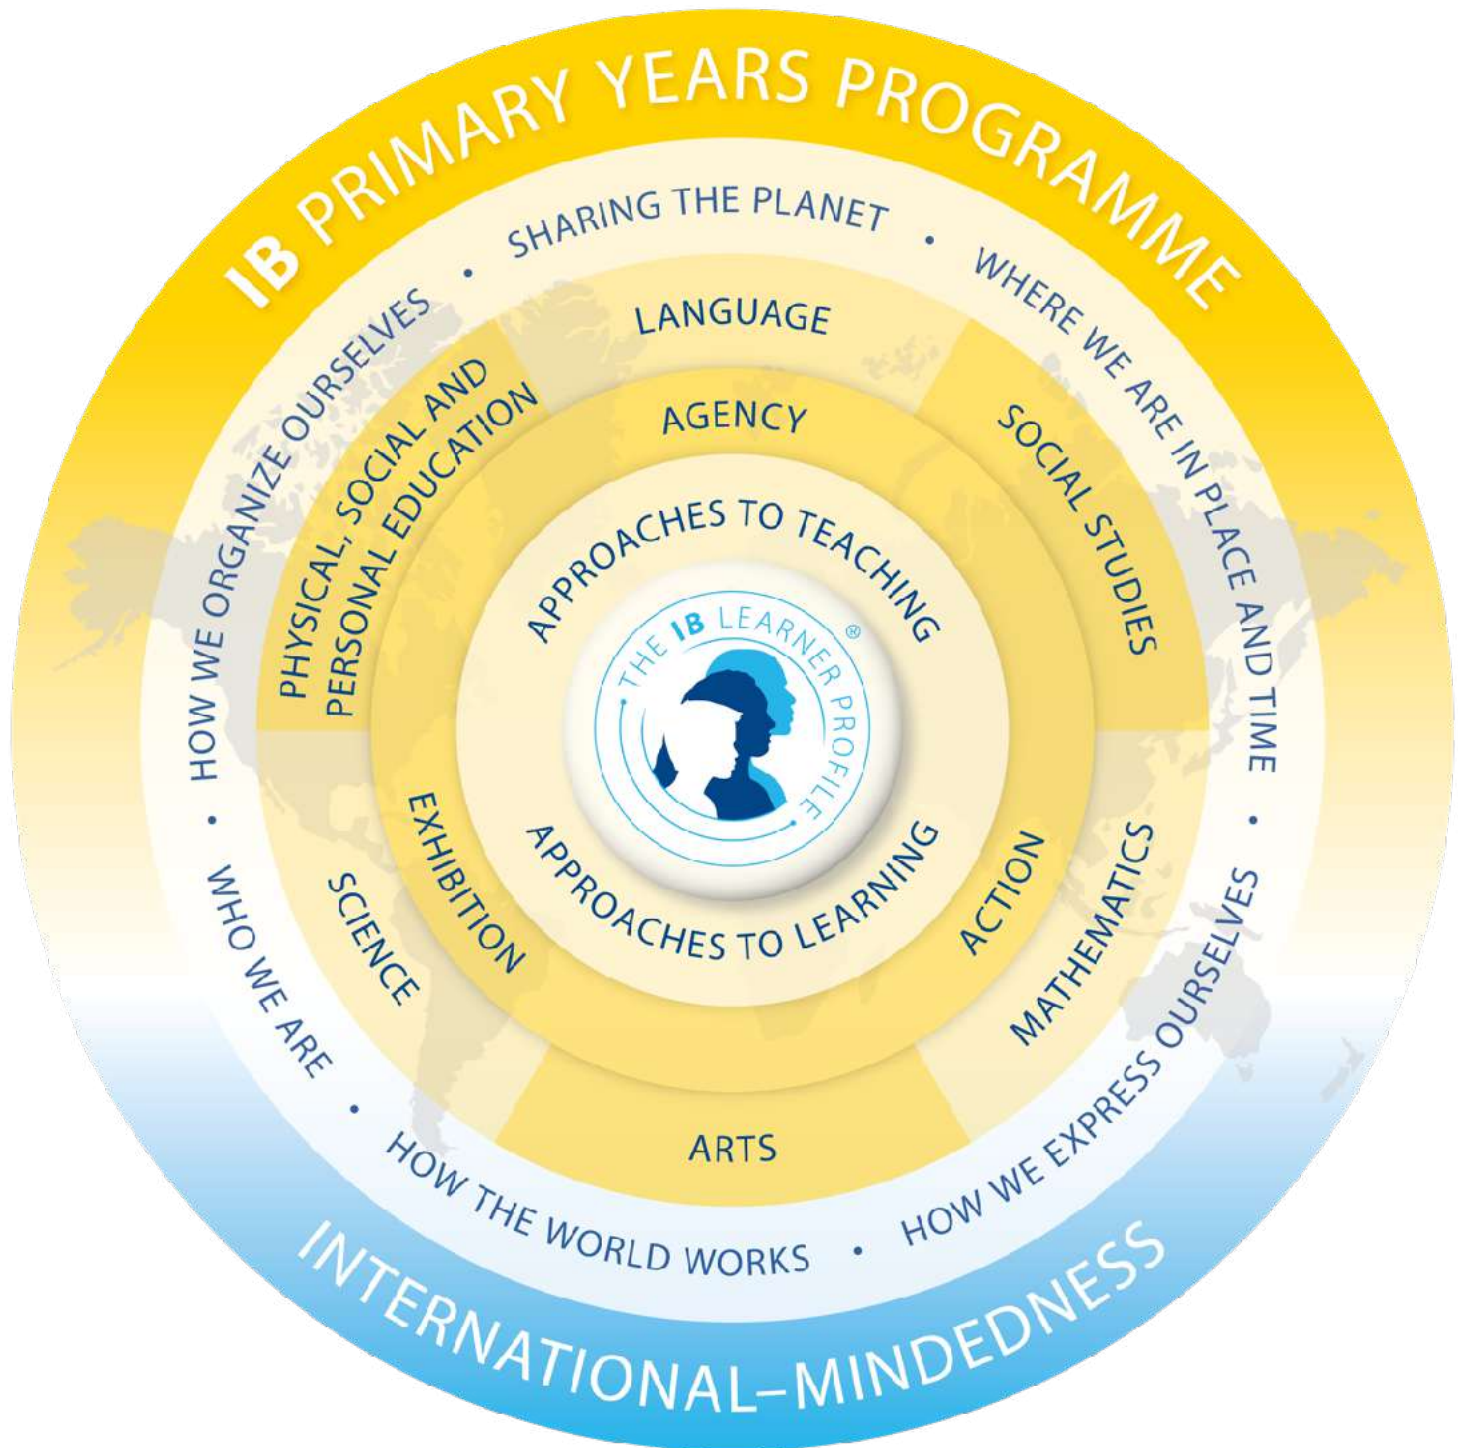 IB PRIMARY YEARS PROGRAMME
SHARING THE PLANET
•
WHERE WE ARE IN PLACE AND TIME
•
HOW WE EXPRESS OURSELVES
•
HOW THE WORLD WORKS
•
WHO WE ARE
•
HOW WE ORGANIZE OURSELVES
•
LANGUAGE
SOCIAL STUDIES
MATHEMATICS
ARTS
SCIENCE
PHYSICAL, SOCIAL AND
PERSONAL EDUCATION
AGENCY
ACTION
EXHIBITION
APPROACHES TO TEACHING
APPROACHES TO LEARNING
• THE IB LEARNER PROFILE •
®
INTERNATIONAL–MINDEDNESS